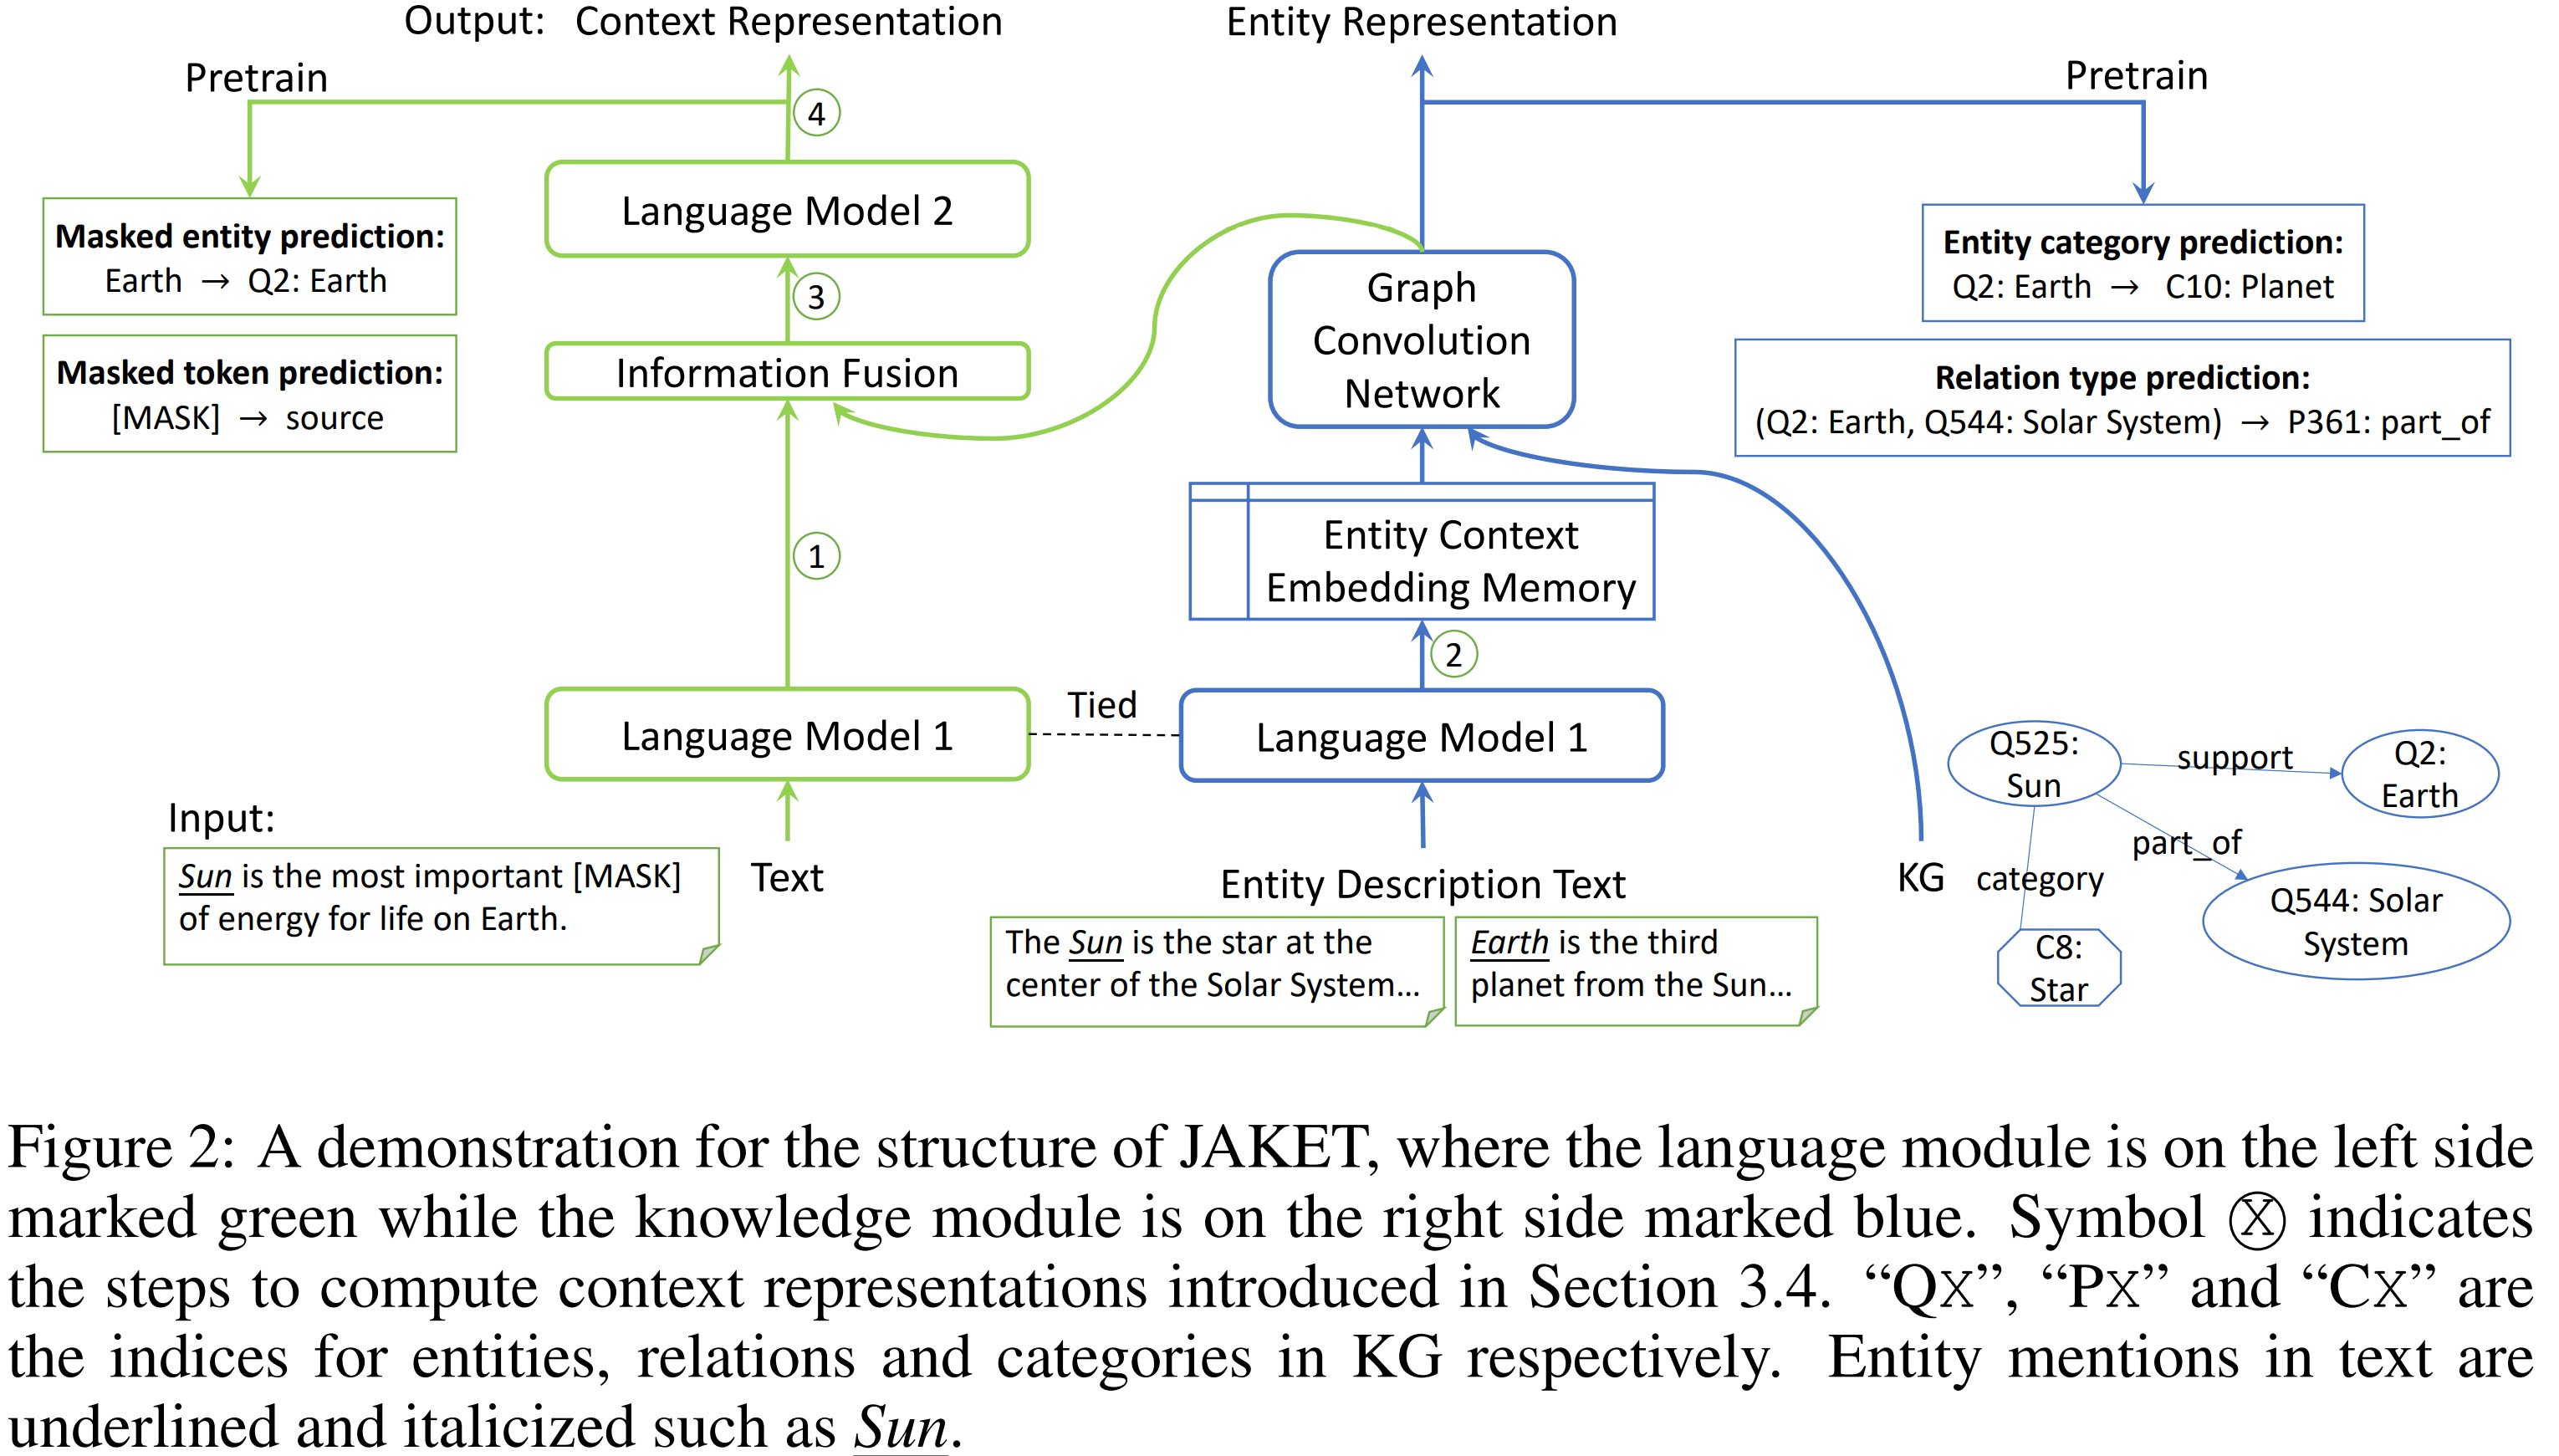 Output: Context Representation
Entity Representation
Pretrain
Pretrain
4
Language Model 2
Masked entity prediction:
Earth → Q2: Earth
Entity category prediction:
Q2: Earth → C10: Planet
3
Graph
Convolution
Network
Information Fusion
Masked token prediction:
[MASK] → source
Relation type prediction:
(Q2: Earth, Q544: Solar System) → P361: part_of
1
Entity Context
Embedding Memory
2
Language Model 1
Tied
Language Model 1
Q525:
Sun
support
Q2:
Earth
part_of
category
Q544: Solar
System
C8:
Star
Input:
Sun is the most important [MASK]
of energy for life on Earth.
Text
Entity Description Text
KG
The Sun is the star at the
center of the Solar System...
Earth is the third
planet from the Sun...
Figure 2: A demonstration for the structure of JAKET, where the language module is on the left side
marked green while the knowledge module is on the right side marked blue. Symbol Ⓧ indicates
the steps to compute context representations introduced in Section 3.4. “QX”, “PX” and “CX” are
the indices for entities, relations and categories in KG respectively. Entity mentions in text are
underlined and italicized such as Sun.